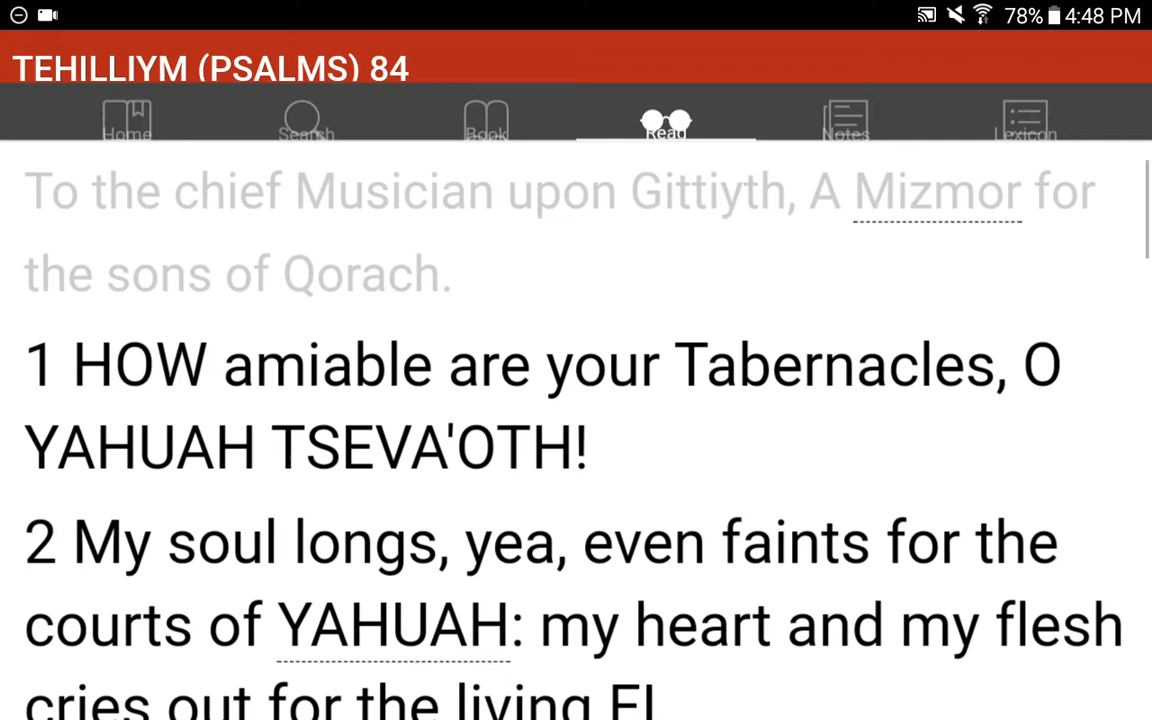 78% 4:48 PM
TEHILLIYM (PSALMS) 84
Home Search Book Read Notes Lexicon
To the chief Musician upon Gittiyth, A Mizmor for
the sons of Qorach.
1 HOW amiable are your Tabernacles, O
YAHUAH TSEVA'OTH!
2 My soul longs, yea, even faints for the
courts of YAHUAH: my heart and my flesh
cries out for the living EL